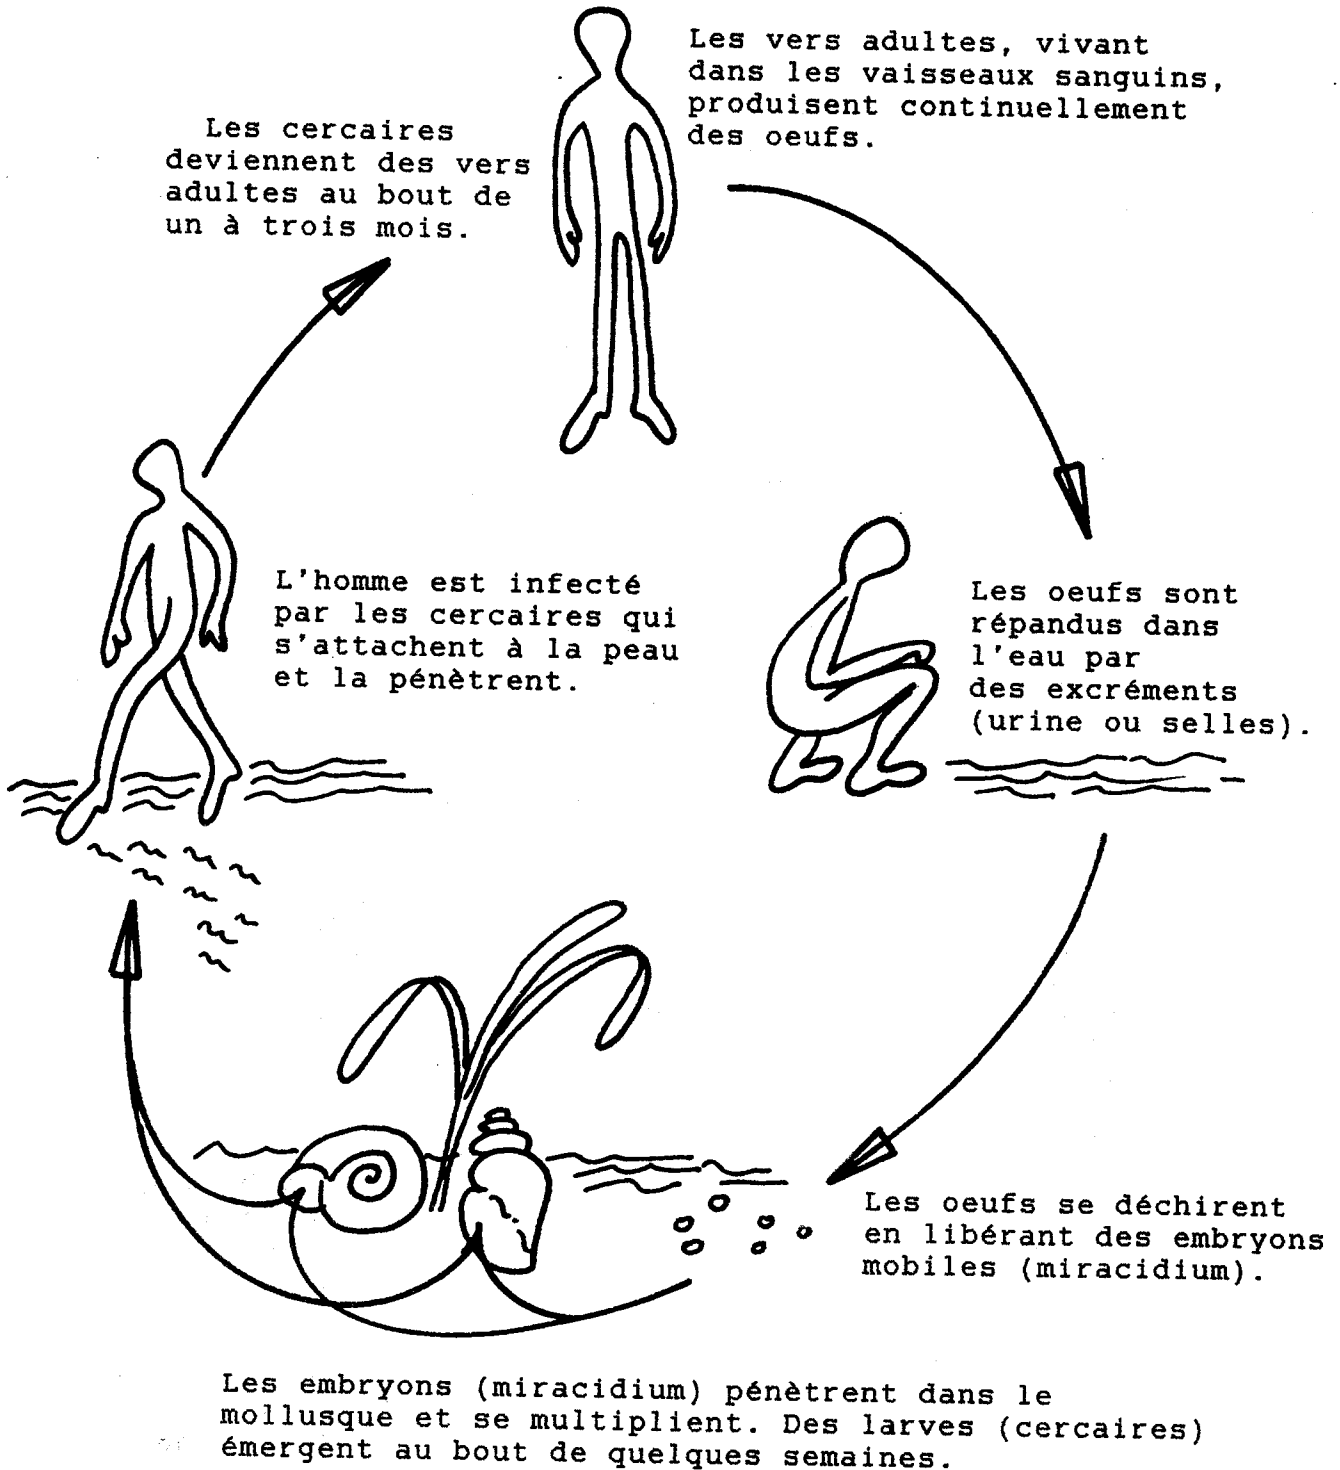 Les vers adultes, vivant
dans les vaisseaux sanguins,
produisent continuellement
des oeufs.
Les oeufs sont
répandus dans
l'eau par
des excréments
(urine ou selles).
Les oeufs se déchirent
en libérant des embryons
mobiles (miracidium).
Les embryons (miracidium) pénètrent dans le
mollusque et se multiplient. Des larves (cercaires)
émergent au bout de quelques semaines.
L'homme est infecté
par les cercaires qui
s'attachent à la peau
et la pénètrent.
Les cercaires
deviennent des vers
adultes au bout de
un à trois mois.